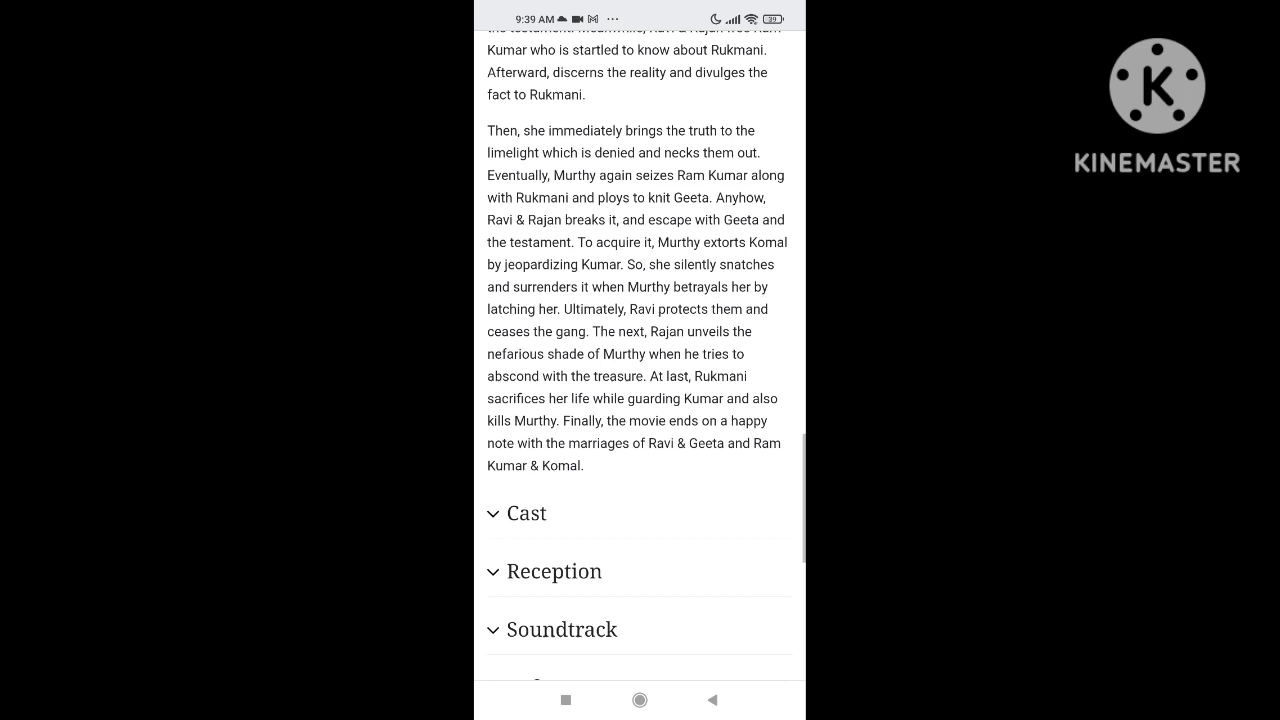 9:39 AM
39
Kumar who is startled to know about Rukmani.
Afterward, discerns the reality and divulges the
fact to Rukmani.
Then, she immediately brings the truth to the
limelight which is denied and necks them out.
Eventually, Murthy again seizes Ram Kumar along
with Rukmani and ploys to knit Geeta. Anyhow,
Ravi & Rajan breaks it, and escape with Geeta and
the testament. To acquire it, Murthy extorts Komal
by jeopardizing Kumar. So, she silently snatches
and surrenders it when Murthy betrayals her by
latching her. Ultimately, Ravi protects them and
ceases the gang. The next, Rajan unveils the
nefarious shade of Murthy when he tries to
abscond with the treasure. At last, Rukmani
sacrifices her life while guarding Kumar and also
kills Murthy. Finally, the movie ends on a happy
note with the marriages of Ravi & Geeta and Ram
Kumar & Komal.
Cast
Reception
Soundtrack
K
KINEMASTER